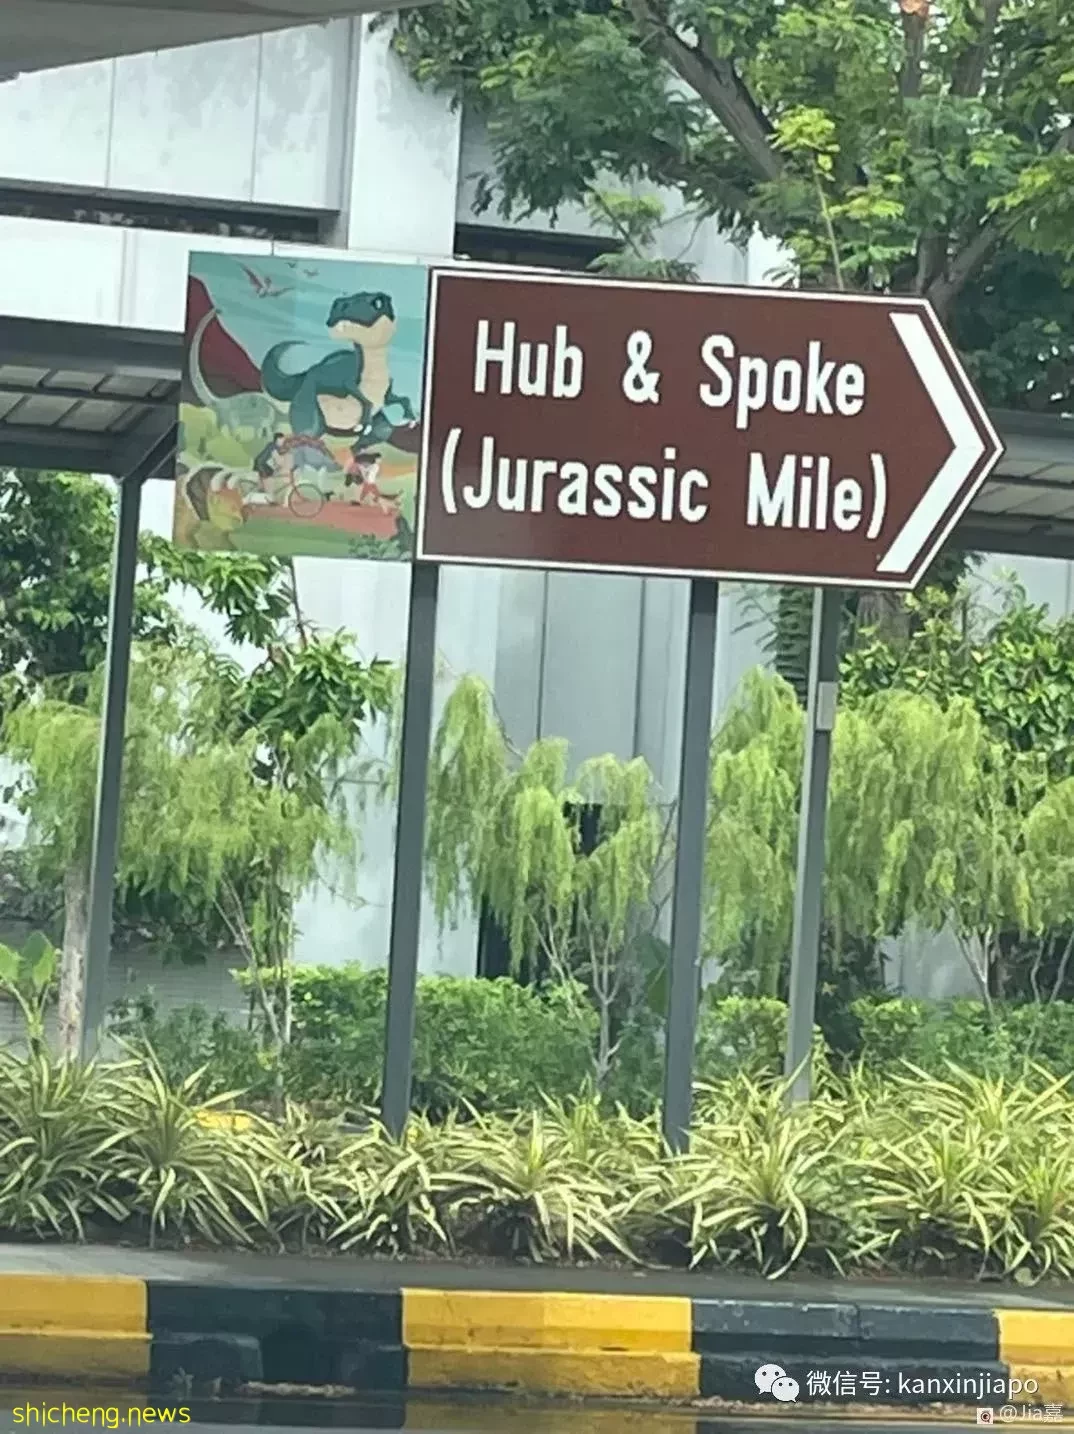 Hub & Spoke
(Jurassic Mile)
微信号: kanxinjiapo
shicheng.news
@Jia嘉